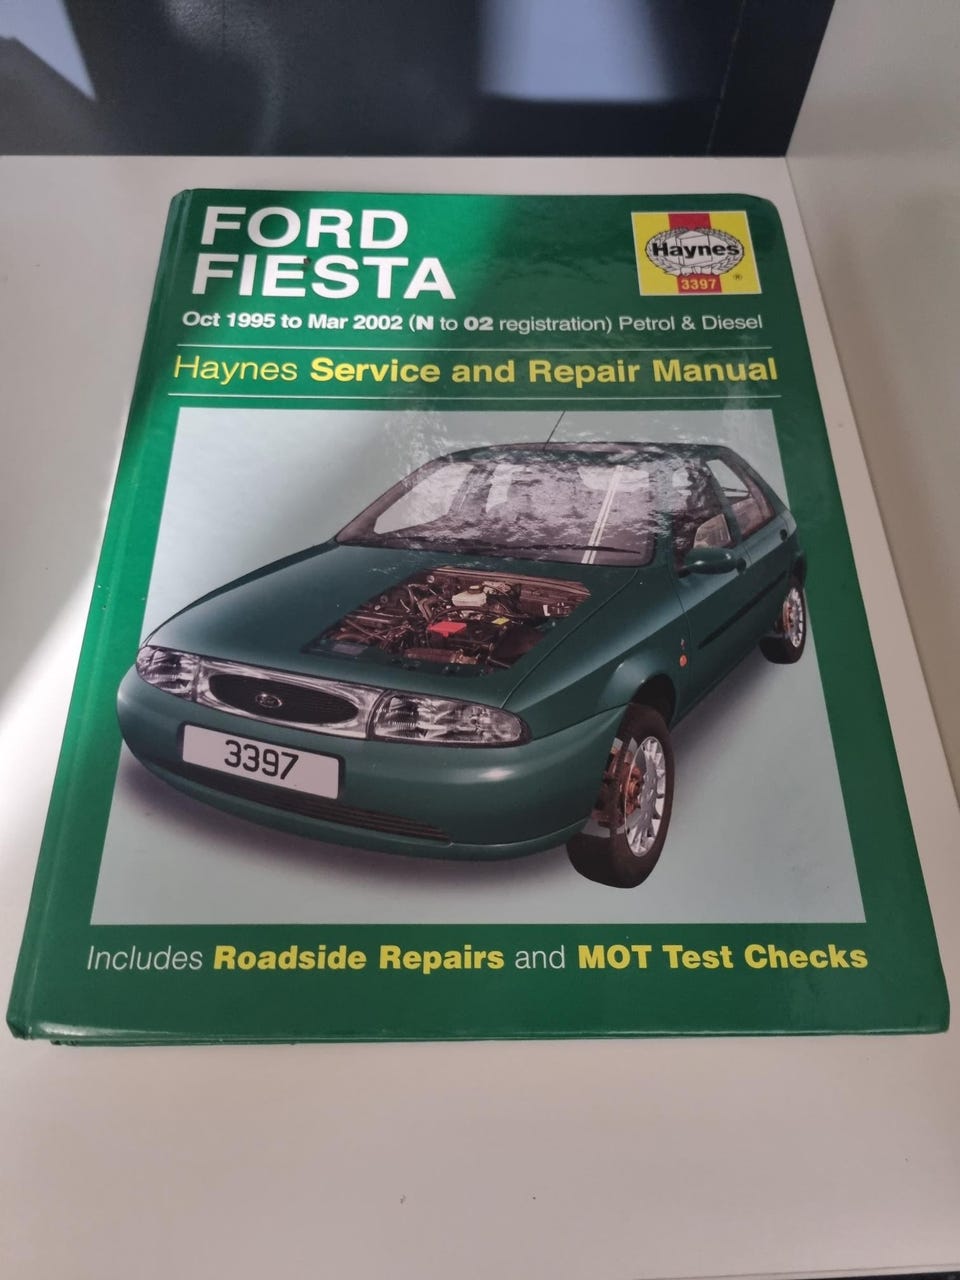 FORD
FIESTA
Haynes
®
3397
Oct 1995 to Mar 2002 (N to 02 registration) Petrol & Diesel
Haynes Service and Repair Manual
3397
Includes Roadside Repairs and MOT Test Checks